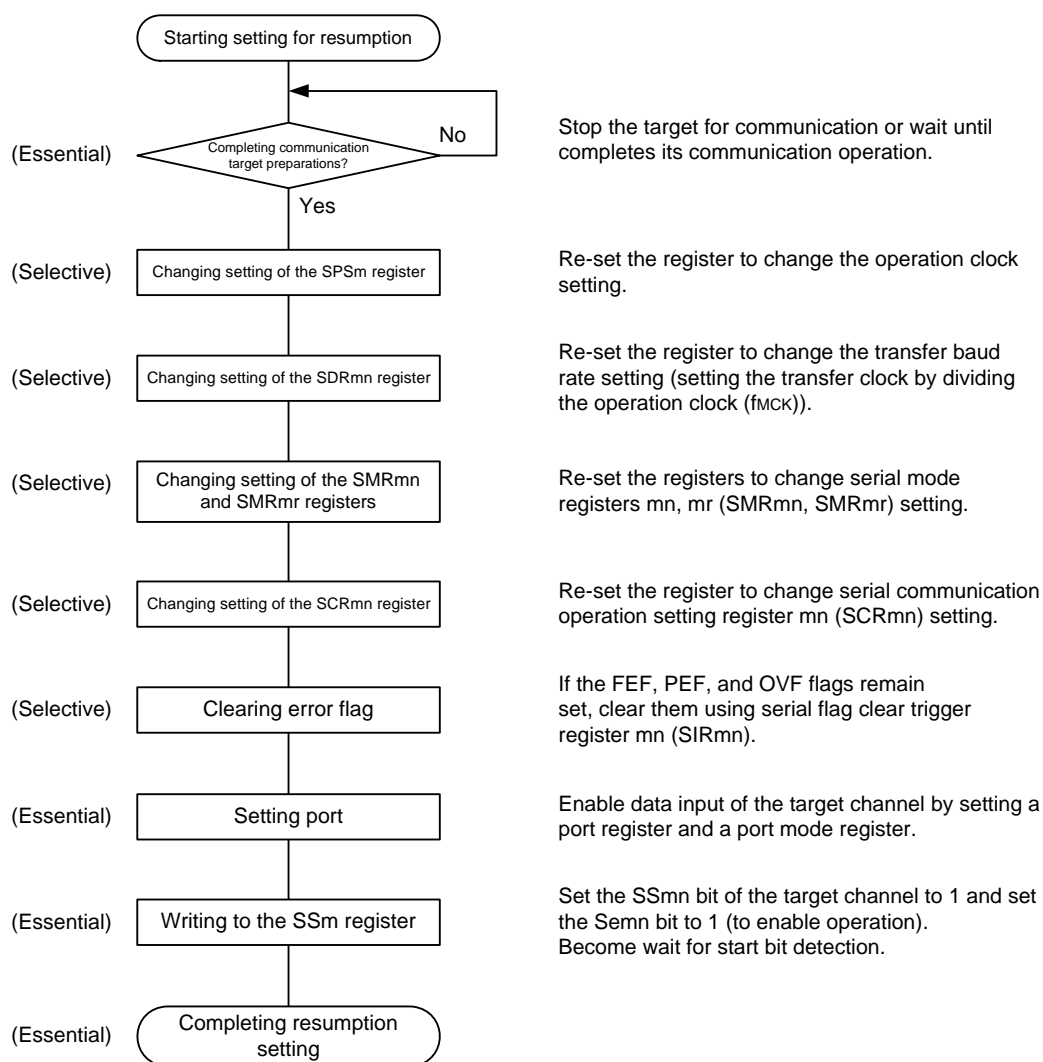 Starting setting for resumption
(Essential)
Completing communication
target preparations?
No
Yes
Stop the target for communication or wait until
completes its communication operation.
(Selective)
Changing setting of the SPSm register
Re-set the register to change the operation clock
setting.
(Selective)
Changing setting of the SDRmn register
Re-set the register to change the transfer baud
rate setting (setting the transfer clock by dividing
the operation clock (fMCK)).
(Selective)
Changing setting of the SMRmn
and SMRmr registers
Re-set the registers to change serial mode
registers mn, mr (SMRmn, SMRmr) setting.
(Selective)
Changing setting of the SCRmn register
Re-set the register to change serial communication
operation setting register mn (SCRmn) setting.
(Selective)
Clearing error flag
If the FEF, PEF, and OVF flags remain
set, clear them using serial flag clear trigger
register mn (SIRmn).
(Essential)
Setting port
Enable data input of the target channel by setting a
port register and a port mode register.
(Essential)
Writing to the SSm register
Set the SSmn bit of the target channel to 1 and set
the Semn bit to 1 (to enable operation).
Become wait for start bit detection.
(Essential)
Completing resumption
setting